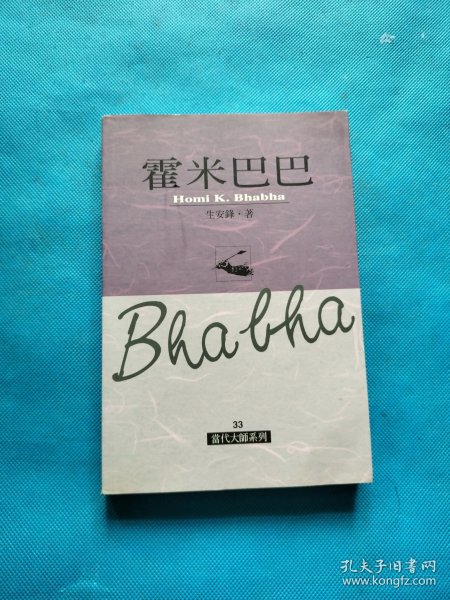 霍米巴巴
Homi K. Bhabha
生安鋒·著
Bhabha
33
當代大師系列
孔夫子旧书网
www.kongfz.com